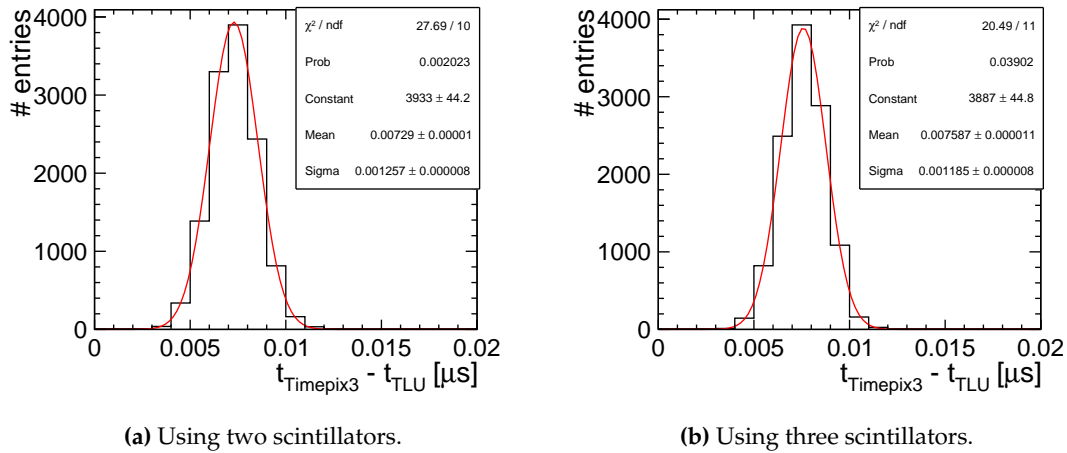 # entries
4000
3000
2000
1000
0
0 0.005 0.01 0.015 0.02
t_Timepix3 - t_TLU [μs]
χ² / ndf 27.69 / 10
Prob 0.002023
Constant 3933 ± 44.2
Mean 0.00729 ± 0.00001
Sigma 0.001257 ± 0.000008
(a) Using two scintillators.
# entries
4000
3000
2000
1000
0
0 0.005 0.01 0.015 0.02
t_Timepix3 - t_TLU [μs]
χ² / ndf 20.49 / 11
Prob 0.03902
Constant 3887 ± 44.8
Mean 0.007587 ± 0.000011
Sigma 0.001185 ± 0.000008
(b) Using three scintillators.